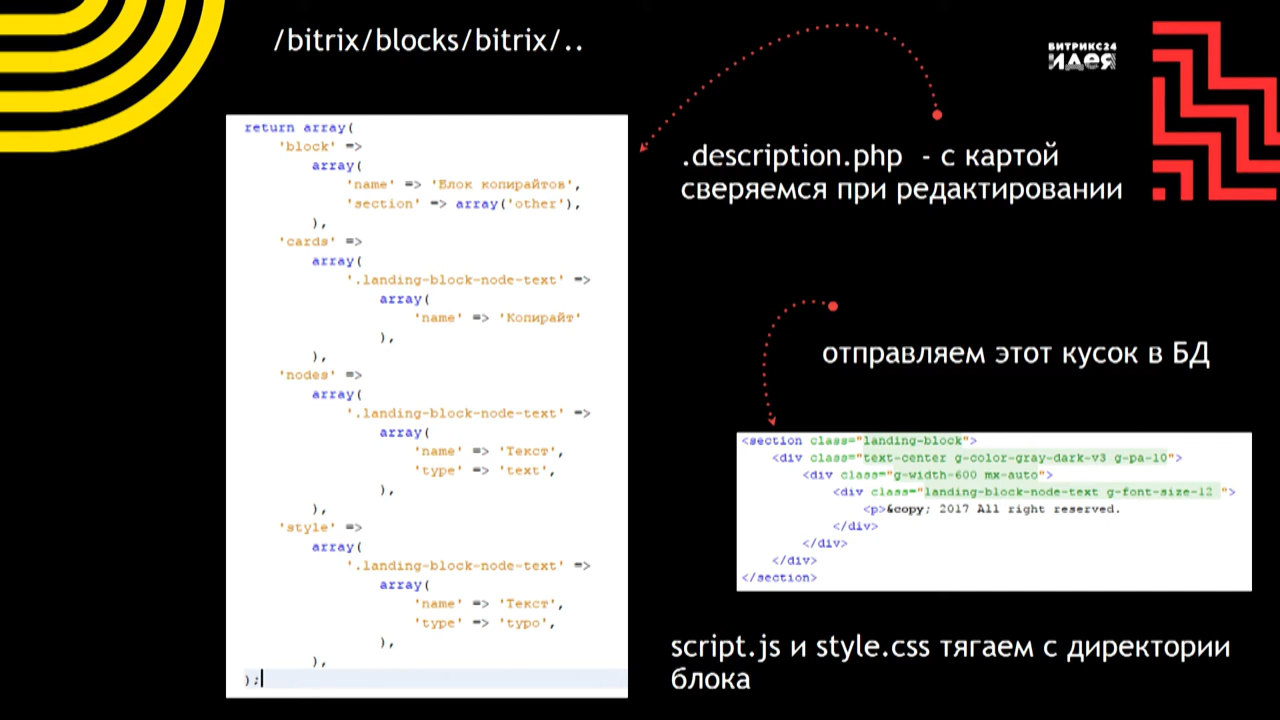 /bitrix/blocks/bitrix/..
БИТРИКС24
ИДЕЯ
return array(
'block' =>
array(
'name' => 'Блок копирайтов',
'section' => array('other'),
),
'cards' =>
array(
'.landing-block-node-text' =>
array(
'name' => 'Копирайт'
),
),
'nodes' =>
array(
'.landing-block-node-text' =>
array(
'name' => 'Текст',
'type' => 'text',
),
),
'style' =>
array(
'.landing-block-node-text' =>
array(
'name' => 'Текст',
'type' => 'typo',
),
),
);
.description.php - с картой
сверяемся при редактировании
отправляем этот кусок в БД
<section class="landing-block">
<div class="text-center g-color-gray-dark-v3 g-pa-10">
<div class="g-width-600 mx-auto">
<div class="landing-block-node-text g-font-size-12 ">
<p>&copy; 2017 All right reserved.
</div>
</div>
</div>
</section>
script.js и style.css тягаем с директории
блока